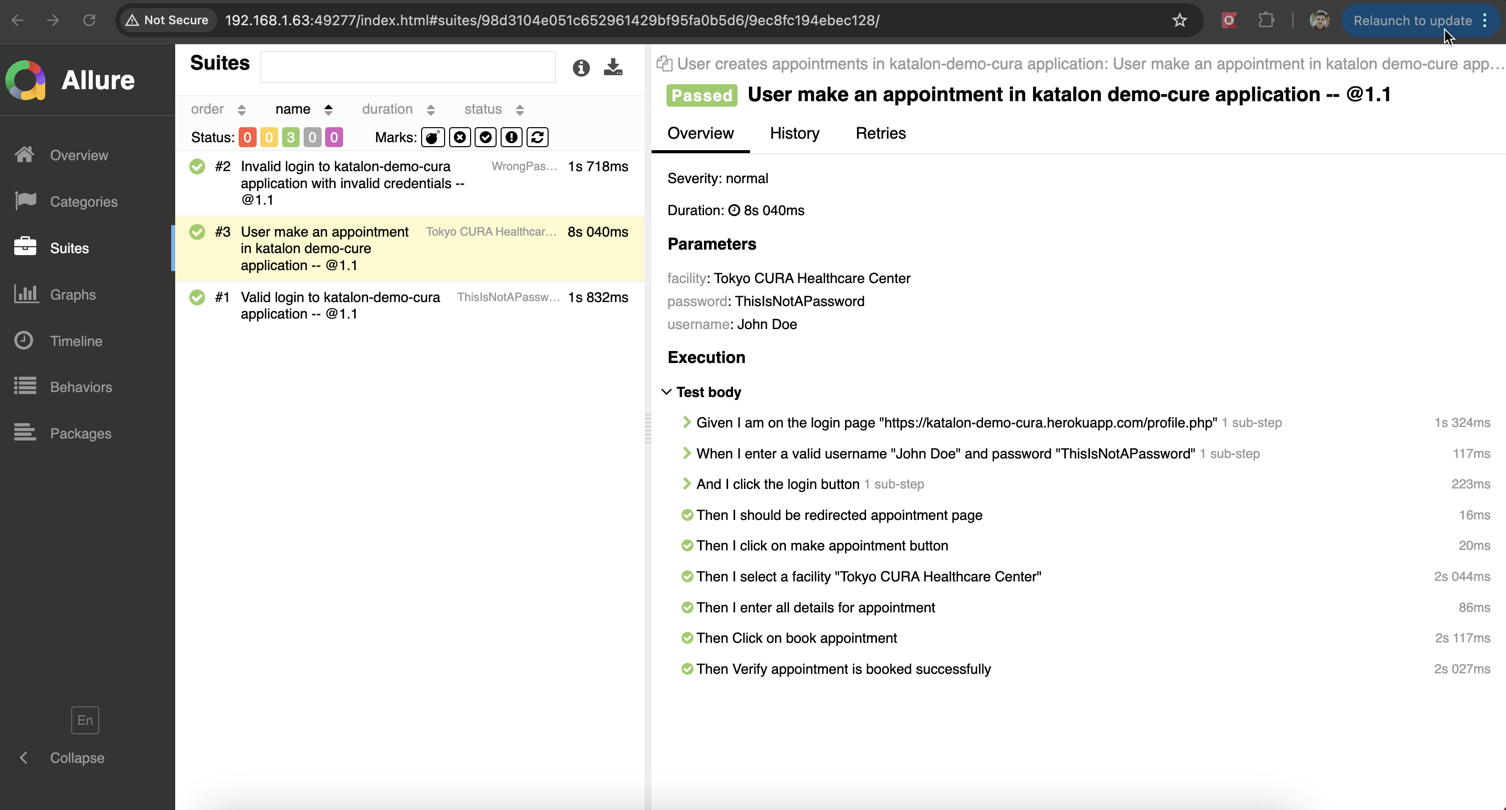 Not Secure 192.168.1.63:49277/index.html#suites/98d3104e051c652961429bf95fa0b5d6/9ec8fc194ebec128/ Relaunch to update
Allure
Overview
Categories
Suites
Graphs
Timeline
Behaviors
Packages
En
Collapse
Suites
order name duration status
Status: 0 0 3 0 0 Marks:
#2 Invalid login to katalon-demo-cura WrongPas... 1s 718ms
application with invalid credentials --
@1.1
#3 User make an appointment Tokyo CURA Healthcar... 8s 040ms
in katalon demo-cure
application -- @1.1
#1 Valid login to katalon-demo-cura ThisIsNotAPassw... 1s 832ms
application -- @1.1
User creates appointments in katalon-demo-cura application: User make an appointment in katalon demo-cure app...
Passed User make an appointment in katalon demo-cure application -- @1.1
Overview History Retries
Severity: normal
Duration: 8s 040ms
Parameters
facility: Tokyo CURA Healthcare Center
password: ThisIsNotAPassword
username: John Doe
Execution
Test body
Given I am on the login page "https://katalon-demo-cura.herokuapp.com/profile.php" 1 sub-step 1s 324ms
When I enter a valid username "John Doe" and password "ThisIsNotAPassword" 1 sub-step 117ms
And I click the login button 1 sub-step 223ms
Then I should be redirected appointment page 16ms
Then I click on make appointment button 20ms
Then I select a facility "Tokyo CURA Healthcare Center" 2s 044ms
Then I enter all details for appointment 86ms
Then Click on book appointment 2s 117ms
Then Verify appointment is booked successfully 2s 027ms